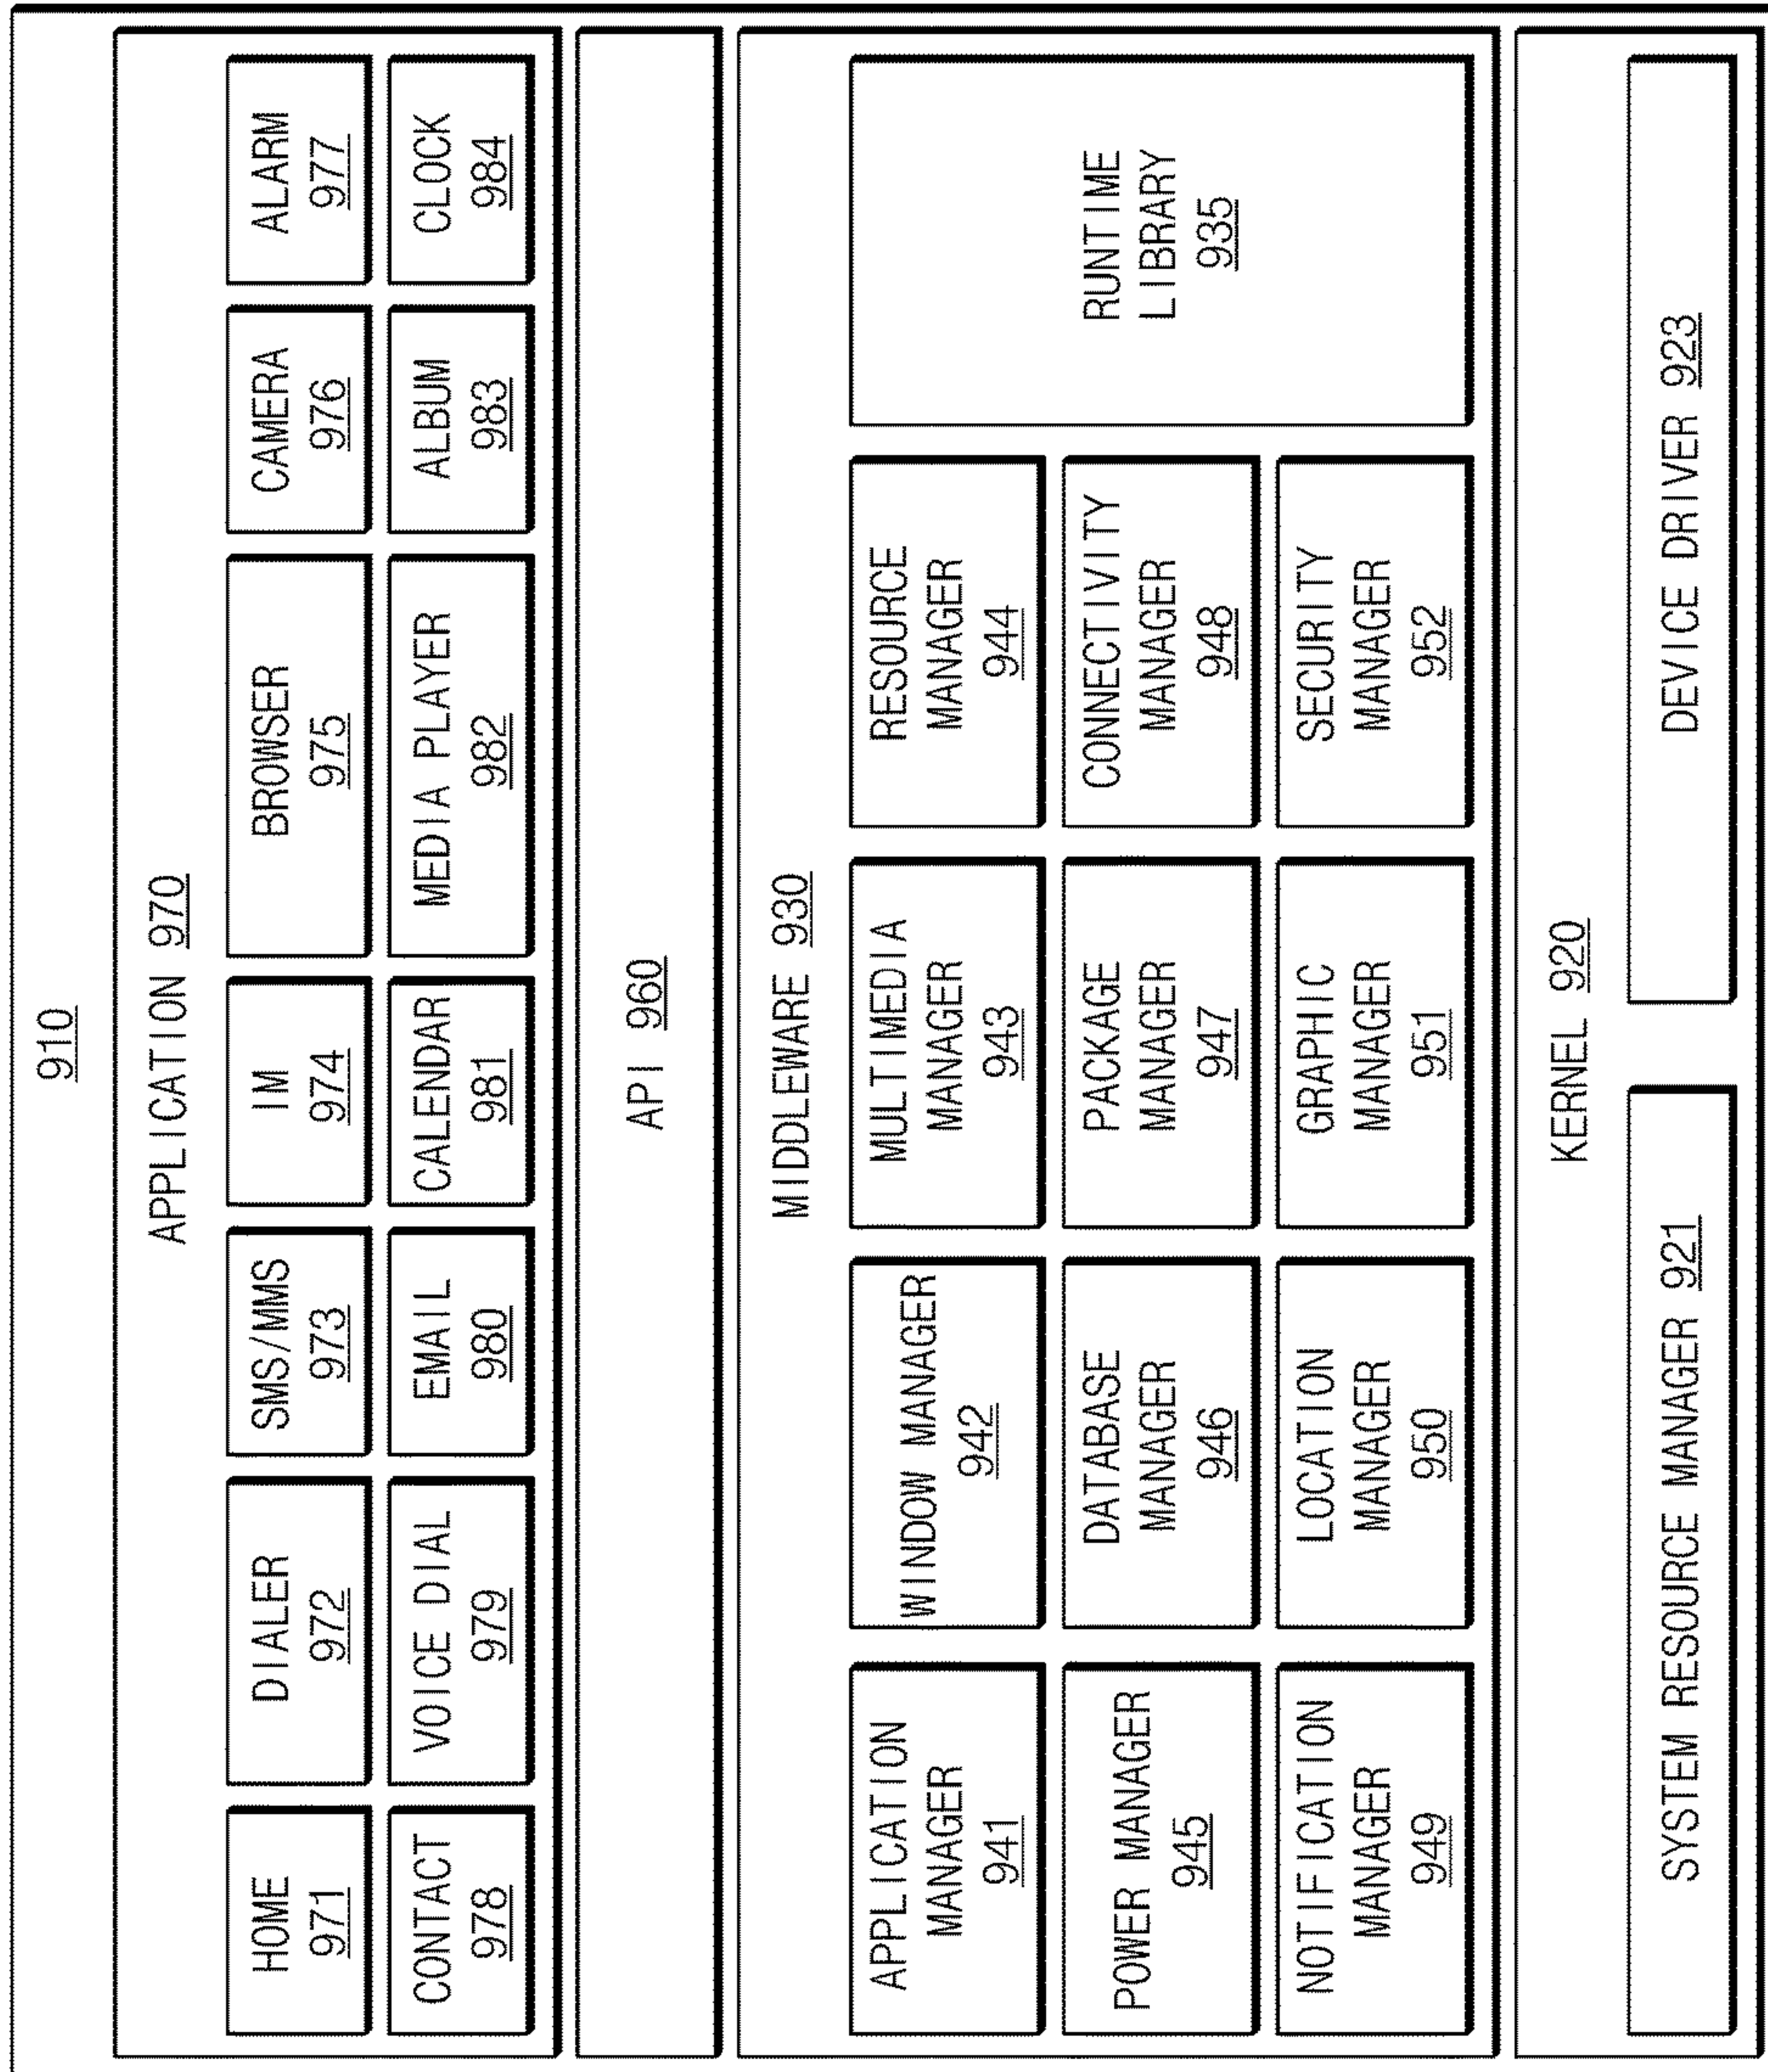 910
APPLICATION 970
HOME
971
DIALER
972
SMS/MMS
973
IM
974
BROWSER
975
CAMERA
976
ALARM
977
CONTACT
978
VOICE DIAL
979
EMAIL
980
CALENDAR
981
MEDIA PLAYER
982
ALBUM
983
CLOCK
984
API 960
MIDDLEWARE 930
APPLICATION
MANAGER
941
WINDOW MANAGER
942
MULTIMEDIA
MANAGER
943
RESOURCE
MANAGER
944
POWER MANAGER
945
DATABASE
MANAGER
946
PACKAGE
MANAGER
947
CONNECTIVITY
MANAGER
948
NOTIFICATION
MANAGER
949
LOCATION
MANAGER
950
GRAPHIC
MANAGER
951
SECURITY
MANAGER
952
RUNTIME
LIBRARY
935
KERNEL 920
SYSTEM RESOURCE MANAGER 921
DEVICE DRIVER 923